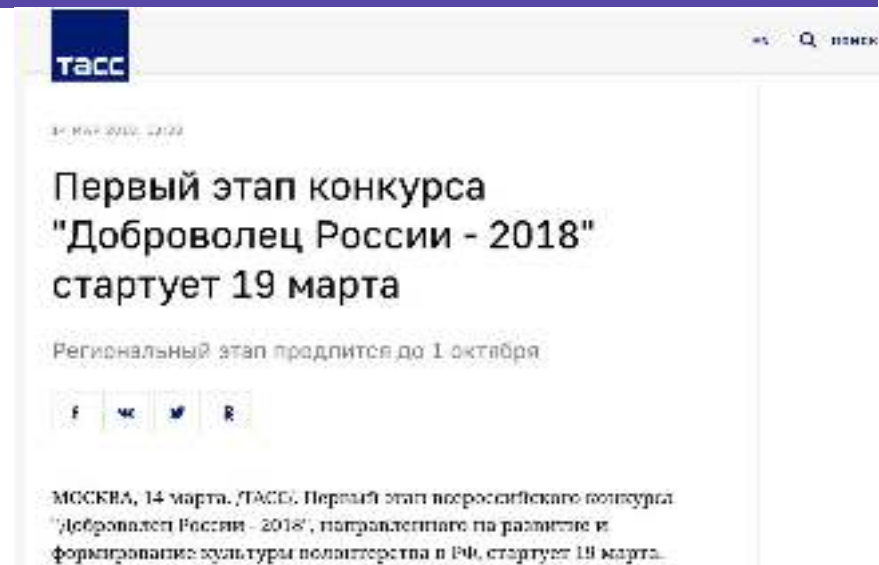 тасс
ПОИСК
Первый этап конкурса
"Доброволец России - 2018"
стартует 19 марта
Региональный этап продлится до 1 октября
МОСКВА, 14 марта. /ТАСС/. Первый этап всероссийского конкурса
"Доброволец России - 2018", направленного на развитие и
формирование культуры волонтерства в РФ, стартует 19 марта.